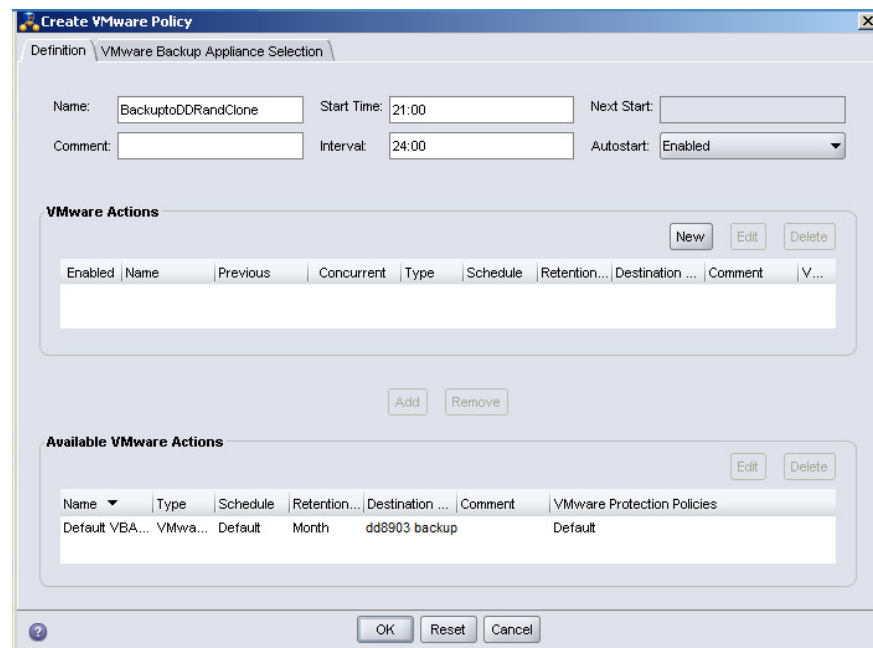 Create VMware Policy
Definition VMware Backup Appliance Selection
Name: BackuptoDDRandClone Start Time: 21:00 Next Start:
Comment: Interval: 24:00 Autostart: Enabled
VMware Actions
New Edit Delete
Enabled Name Previous Concurrent Type Schedule Retention... Destination ... Comment V...
Add Remove
Available VMware Actions
Edit Delete
Name Type Schedule Retention... Destination ... Comment VMware Protection Policies
Default VBA... VMwa... Default Month dd8903 backup Default
? OK Reset Cancel